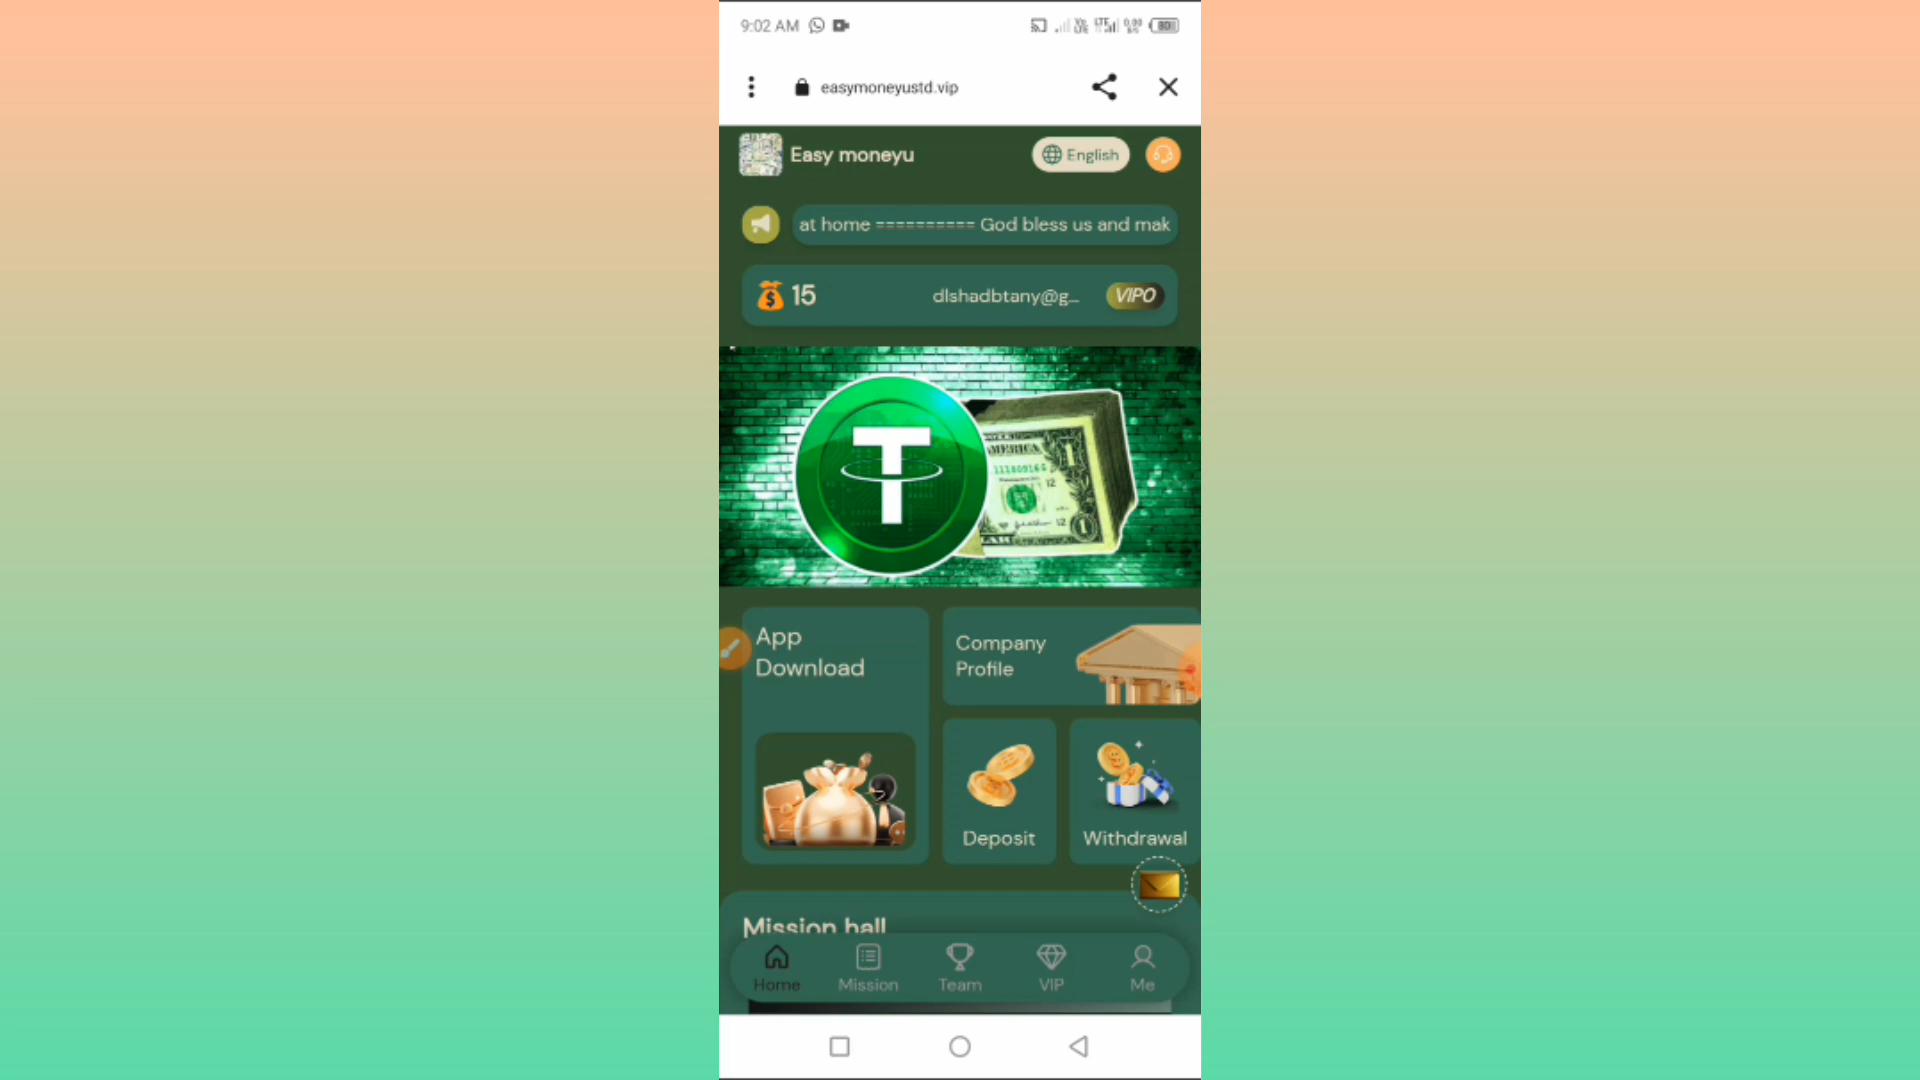 9:02 AM
80
easymoneyustd.vip
Easy moneyu
English
at home ========== God bless us and mak
15
dlshadbtany@g...
VIPO
App
Download
Company
Profile
Deposit
Withdrawal
Mission hall
Home
Mission
Team
VIP
Me